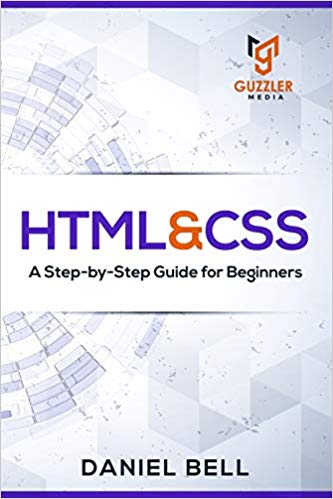 GUZZLER
MEDIA
HTML&CSS
A Step-by-Step Guide for Beginners
DANIEL BELL